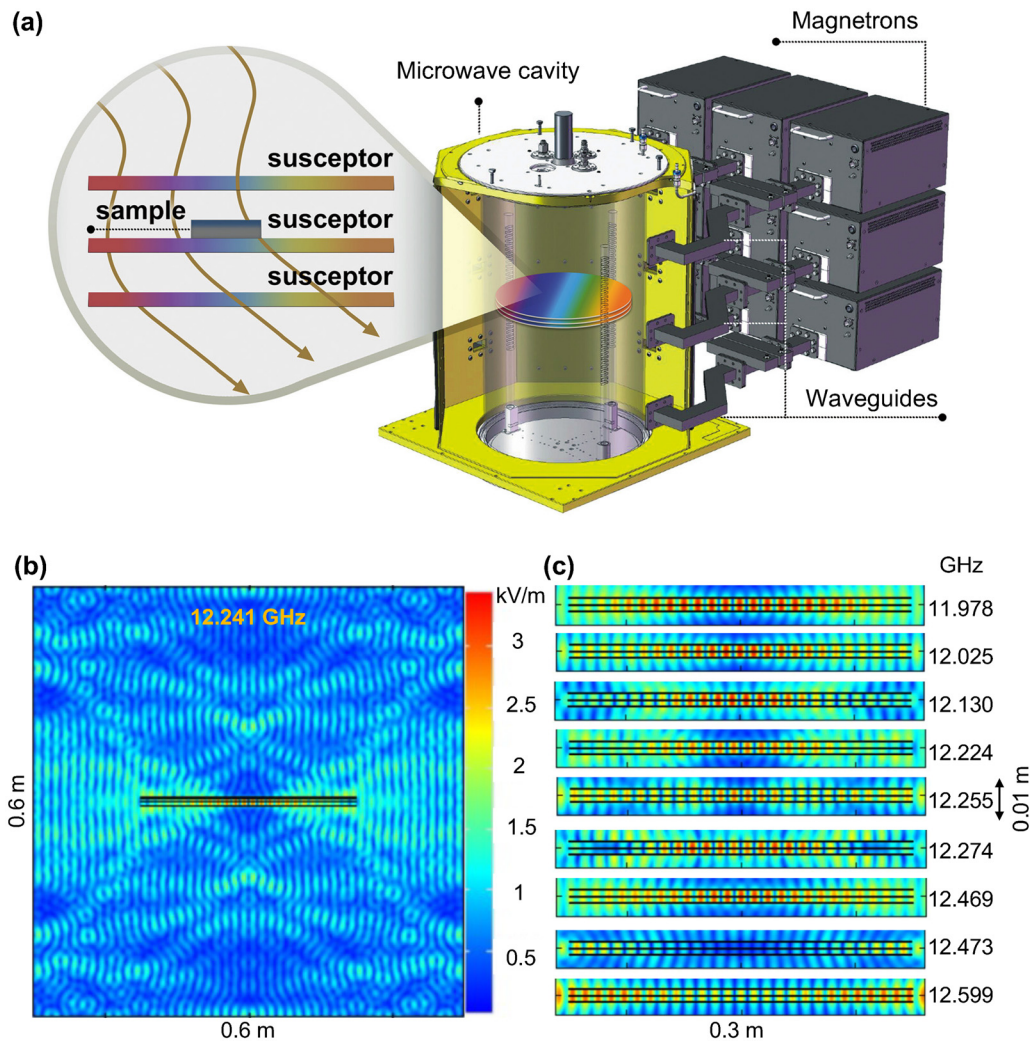 (a)
Magnetrons
Microwave cavity
susceptor
sample
susceptor
susceptor
Waveguides
(b)
12.241 GHz
kV/m
3
2.5
2
1.5
1
0.5
0.6 m
0.6 m
(c)
GHz
11.978
12.025
12.130
12.224
12.255
12.274
12.469
12.473
12.599
0.01 m
0.3 m